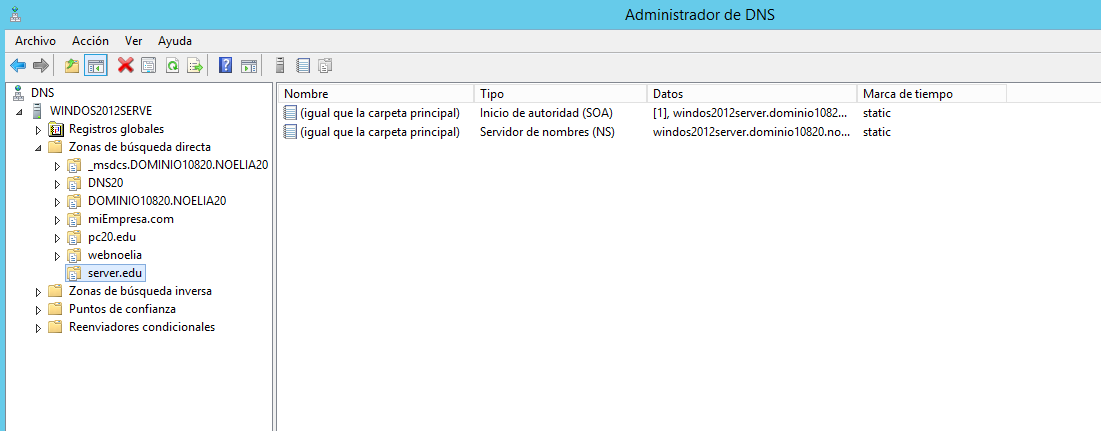 Administrador de DNS
Archivo Acción Ver Ayuda
DNS
WINDOS2012SERVE
Registros globales
Zonas de búsqueda directa
_msdcs.DOMINIO10820.NOELIA20
DNS20
DOMINIO10820.NOELIA20
miEmpresa.com
pc20.edu
webnoelia
server.edu
Zonas de búsqueda inversa
Puntos de confianza
Reenviadores condicionales
Nombre Tipo Datos Marca de tiempo
(igual que la carpeta principal) Inicio de autoridad (SOA) [1], windos2012server.dominio1082... static
(igual que la carpeta principal) Servidor de nombres (NS) windos2012server.dominio10820.no... static